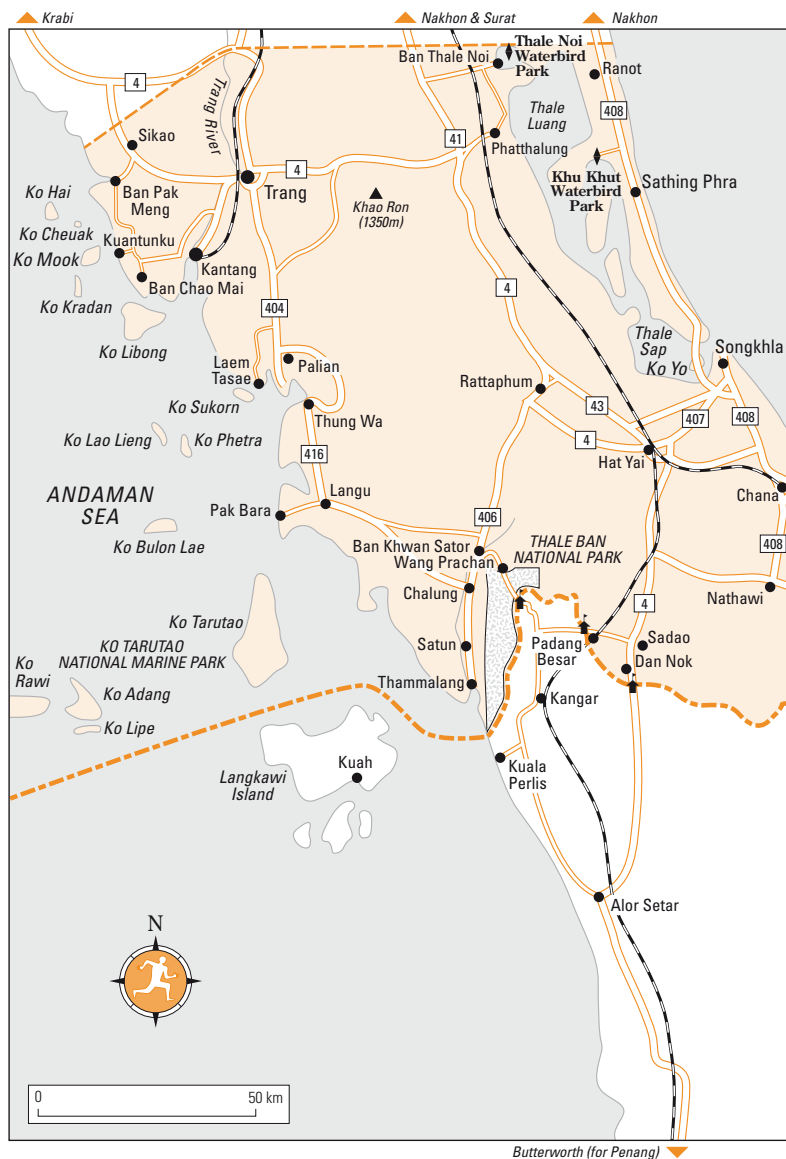 Krabi
Nakhon & Surat
Nakhon
Thale Noi
Waterbird
Park
Ban Thale Noi
Ranot
4
Trang River
408
Thale
Luang
Sikao
41
Phatthalung
4
Khu Khut
Waterbird
Park
Sathing Phra
Trang
Ban Pak
Meng
Khao Ron
(1350m)
Ko Hai
Ko Cheuak
Kuantunku
Ko Mook
Kantang
Ban Chao Mai
Ko Kradan
4
404
Ko Libong
Thale
Sap
Ko Yo
Songkhla
Laem
Tasae
Palian
Rattaphum
Ko Sukorn
43
407
408
Thung Wa
4
Ko Lao Lieng
Ko Phetra
Hat Yai
416
ANDAMAN
SEA
Langu
Chana
Pak Bara
406
Ko Bulon Lae
THALE BAN
NATIONAL PARK
Ban Khwan Sator
Wang Prachan
408
Chalung
Nathawi
4
Ko Tarutao
KO TARUTAO
NATIONAL MARINE PARK
Satun
Padang
Besar
Sadao
Dan Nok
Ko
Rawi
Ko Adang
Thammalang
Kangar
Ko Lipe
Kuah
Langkawi
Island
Kuala
Perlis
Alor Setar
N
0
50 km
Butterworth (for Penang)